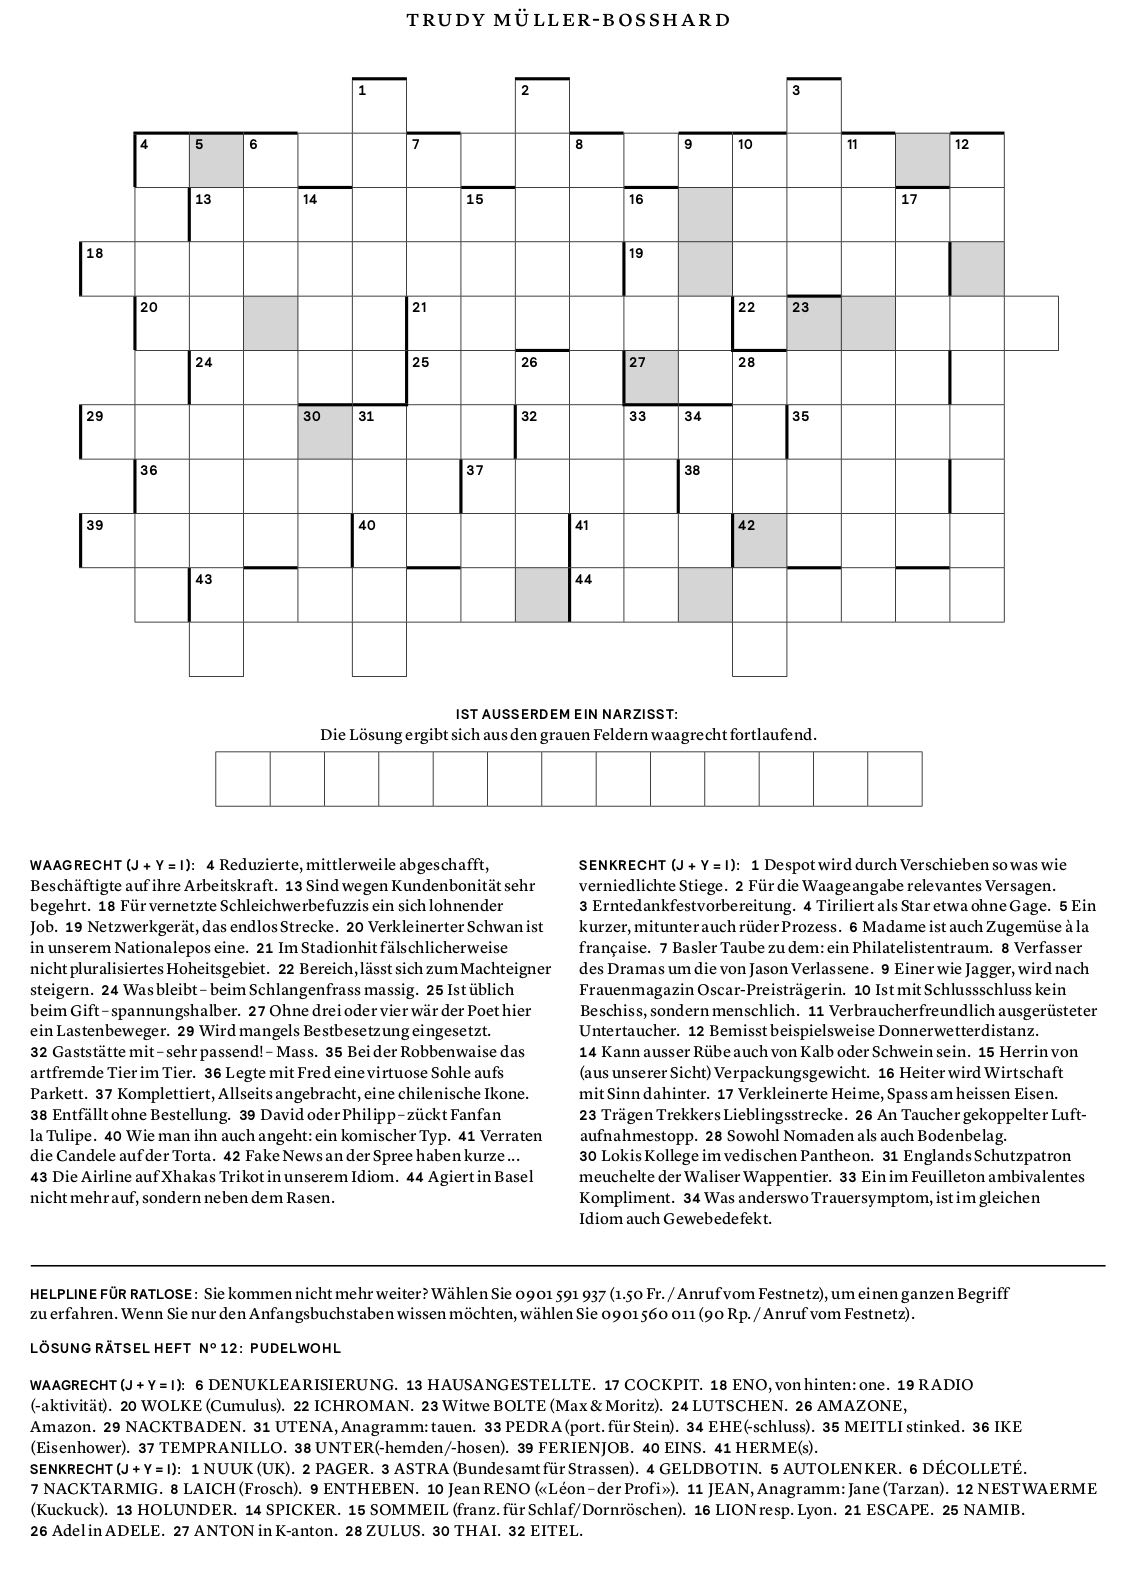 TRUDY MÜLLER-BOSSHARD
1 2 3
4 5 6 7 8 9 10 11 12
13 14 15 16 17
18 19
20 21 22 23
24 25 26 27 28
29 30 31 32 33 34 35
36 37 38
39 40 41 42
43 44
IST AUSSERDEM EIN NARZISST:
Die Lösung ergibt sich aus den grauen Feldern waagrecht fortlaufend.
WAAGRECHT (J + Y = I): 4 Reduzierte, mittlerweile abgeschafft,
Beschäftigte auf ihre Arbeitskraft. 13 Sind wegen Kundenbonität sehr
begehrt. 18 Für vernetzte Schleichwerbefuzzis ein sich lohnender
Job. 19 Netzwerkgerät, das endlos Strecke. 20 Verkleinerter Schwan ist
in unserem Nationalepos eine. 21 Im Stadionhit fälschlicherweise
nicht pluralisiertes Hoheitsgebiet. 22 Bereich, lässt sich zum Machteigner
steigern. 24 Was bleibt – beim Schlangenfrass massig. 25 Ist üblich
beim Gift – spannungshalber. 27 Ohne drei oder vier wär der Poet hier
ein Lastenbeweger. 29 Wird mangels Bestbesetzung eingesetzt.
32 Gaststätte mit – sehr passend! – Mass. 35 Bei der Robbenwaise das
artfremde Tier im Tier. 36 Legte mit Fred eine virtuose Sohle aufs
Parkett. 37 Komplettiert, Allseits angebracht, eine chilenische Ikone.
38 Entfällt ohne Bestellung. 39 David oder Philipp – zückt Fanfan
la Tulipe. 40 Wie man ihn auch angeht: ein komischer Typ. 41 Verraten
die Candele auf der Torta. 42 Fake News an der Spree haben kurze ...
43 Die Airline auf Xhakas Trikot in unserem Idiom. 44 Agiert in Basel
nicht mehr auf, sondern neben dem Rasen.
SENKRECHT (J + Y = I): 1 Despot wird durch Verschieben so was wie
verniedlichte Stiege. 2 Für die Waageangabe relevantes Versagen.
3 Erntedankfestvorbereitung. 4 Tiriliert als Star etwa ohne Gage. 5 Ein
kurzer, mitunter auch rüder Prozess. 6 Madame ist auch Zugemüse à la
française. 7 Basler Taube zu dem: ein Philatelistentraum. 8 Verfasser
des Dramas um die von Jason Verlassene. 9 Einer wie Jagger, wird nach
Frauenmagazin Oscar-Preisträgerin. 10 Ist mit Schlussschluss kein
Beschiss, sondern menschlich. 11 Verbraucherfreundlich ausgerüsteter
Untertaucher. 12 Bemisst beispielsweise Donnerwetterdistanz.
14 Kann ausser Rübe auch von Kalb oder Schwein sein. 15 Herrin von
(aus unserer Sicht) Verpackungsgewicht. 16 Heiter wird Wirtschaft
mit Sinn dahinter. 17 Verkleinerte Heime, Spass am heissen Eisen.
23 Trägen Trekkers Lieblingsstrecke. 26 An Taucher gekoppelter Luft-
aufnahmestopp. 28 Sowohl Nomaden als auch Bodenbelag.
30 Lokis Kollege im vedischen Pantheon. 31 Englands Schutzpatron
meuchelte der Waliser Wappentier. 33 Ein im Feuilleton ambivalentes
Kompliment. 34 Was anderswo Trauersymptom, ist im gleichen
Idiom auch Gewebedefekt.
HELPLINE FÜR RATLOSE: Sie kommen nicht mehr weiter? Wählen Sie 0901 591 937 (1.50 Fr. / Anruf vom Festnetz), um einen ganzen Begriff
zu erfahren. Wenn Sie nur den Anfangsbuchstaben wissen möchten, wählen Sie 0901 560 011 (90 Rp. / Anruf vom Festnetz).
LÖSUNG RÄTSEL HEFT Nº 12: PUDELWOHL
WAAGRECHT (J + Y = I): 6 DENUKLEARISIERUNG. 13 HAUSANGESTELLTE. 17 COCKPIT. 18 ENO, von hinten: one. 19 RADIO
(-aktivität). 20 WOLKE (Cumulus). 22 ICHROMAN. 23 Witwe BOLTE (Max & Moritz). 24 LUTSCHEN. 26 AMAZONE,
Amazon. 29 NACKTBADEN. 31 UTENA, Anagramm: tauen. 33 PEDRA (port. für Stein). 34 EHE(-schluss). 35 MEITLI stinked. 36 IKE
(Eisenhower). 37 TEMPRANILLO. 38 UNTER(-hemden/-hosen). 39 FERIENJOB. 40 EINS. 41 HERME(s).
SENKRECHT (J + Y = I): 1 NUUK (UK). 2 PAGER. 3 ASTRA (Bundesamt für Strassen). 4 GELDBOTIN. 5 AUTOLENKER. 6 DÉCOLLETÉ.
7 NACKTARMIG. 8 LAICH (Frosch). 9 ENTHEBEN. 10 Jean RENO («Léon – der Profi»). 11 JEAN, Anagramm: Jane (Tarzan). 12 NESTWAERME
(Kuckuck). 13 HOLUNDER. 14 SPICKER. 15 SOMMEIL (franz. für Schlaf/Dornröschen). 16 LION resp. Lyon. 21 ESCAPE. 25 NAMIB.
26 Adel in ADELE. 27 ANTON in K-anton. 28 ZULUS. 30 THAI. 32 EITEL.